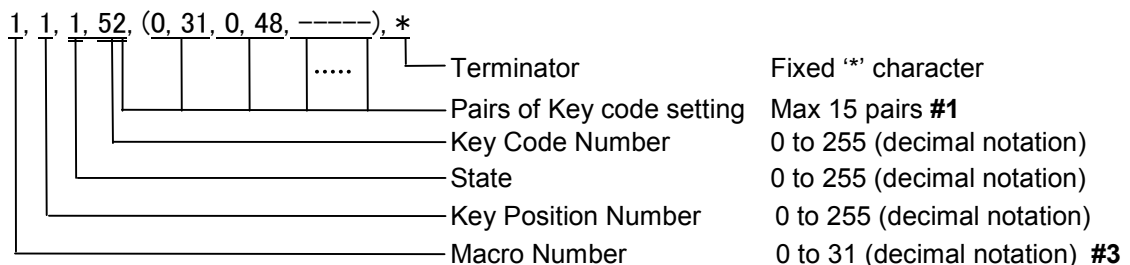 1, 1, 1, 52, (0, 31, 0, 48, -----), *
..... Terminator Fixed ‘*’ character
Pairs of Key code setting Max 15 pairs #1
Key Code Number 0 to 255 (decimal notation)
State 0 to 255 (decimal notation)
Key Position Number 0 to 255 (decimal notation)
Macro Number 0 to 31 (decimal notation) #3